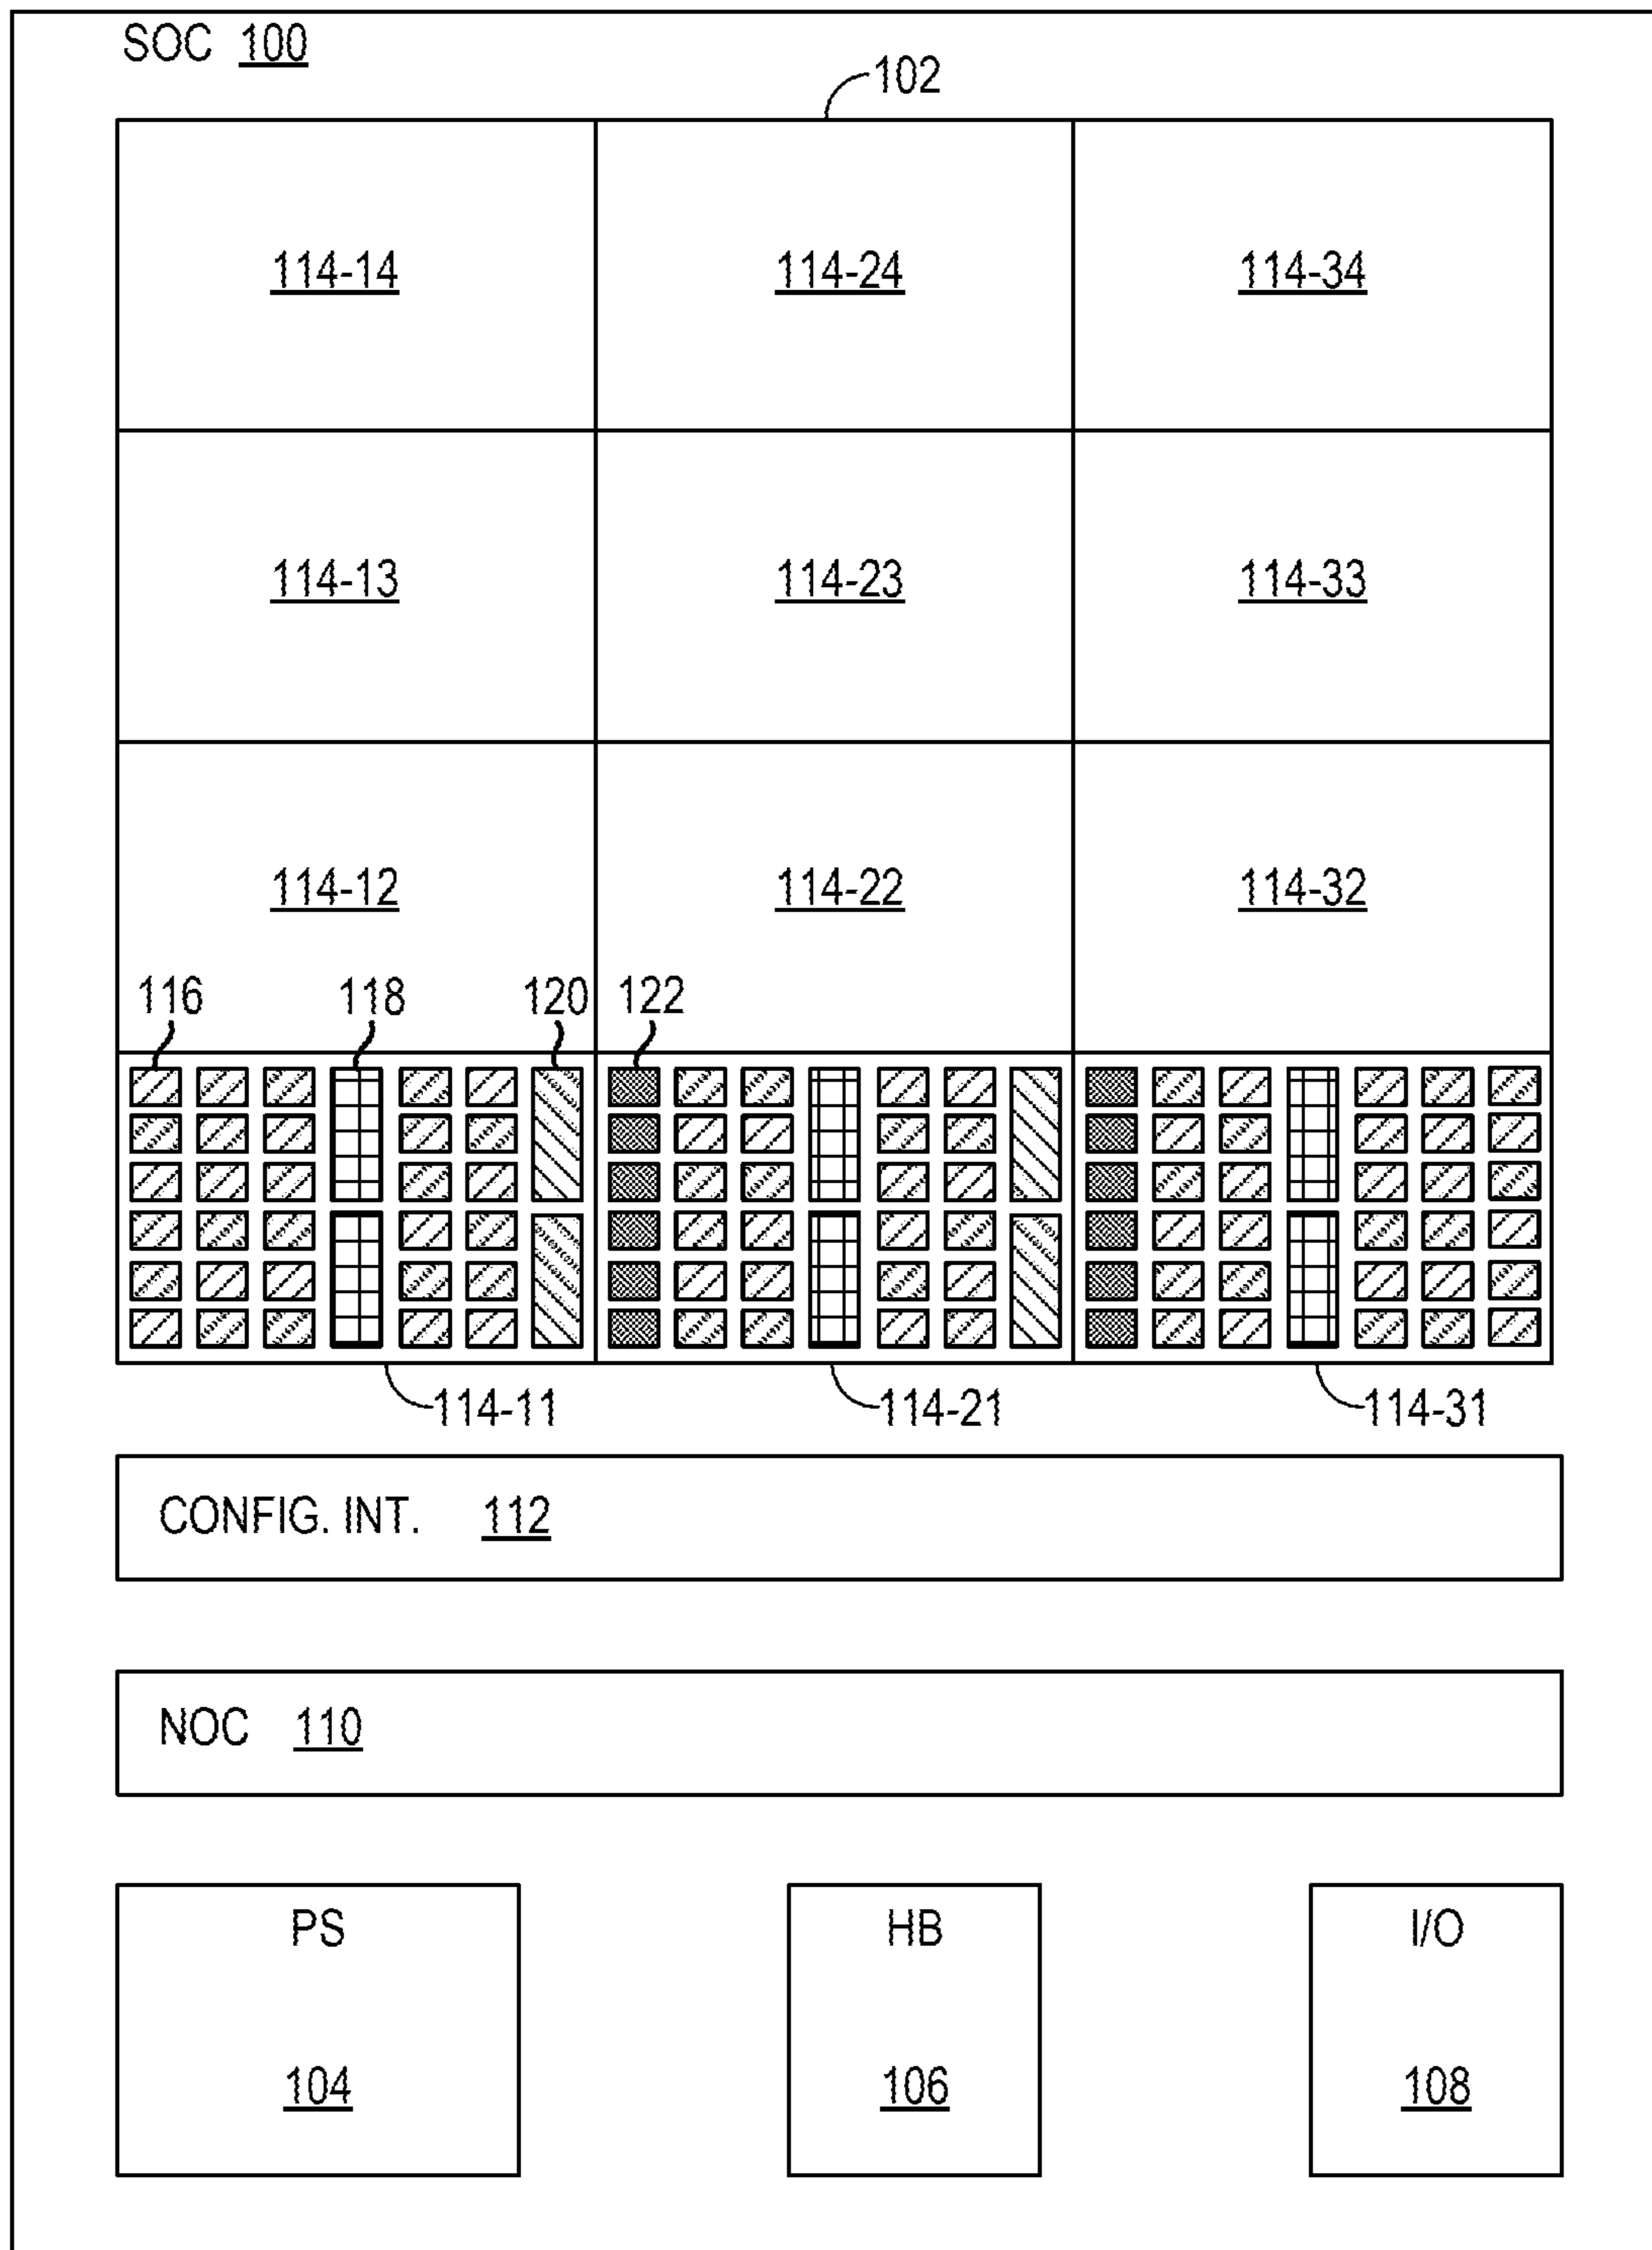 SOC 100
102
114-14 114-24 114-34
114-13 114-23 114-33
114-12 114-22 114-32
116 118 120 122
114-11 114-21 114-31
CONFIG. INT. 112
NOC 110
PS HB I/O
104 106 108